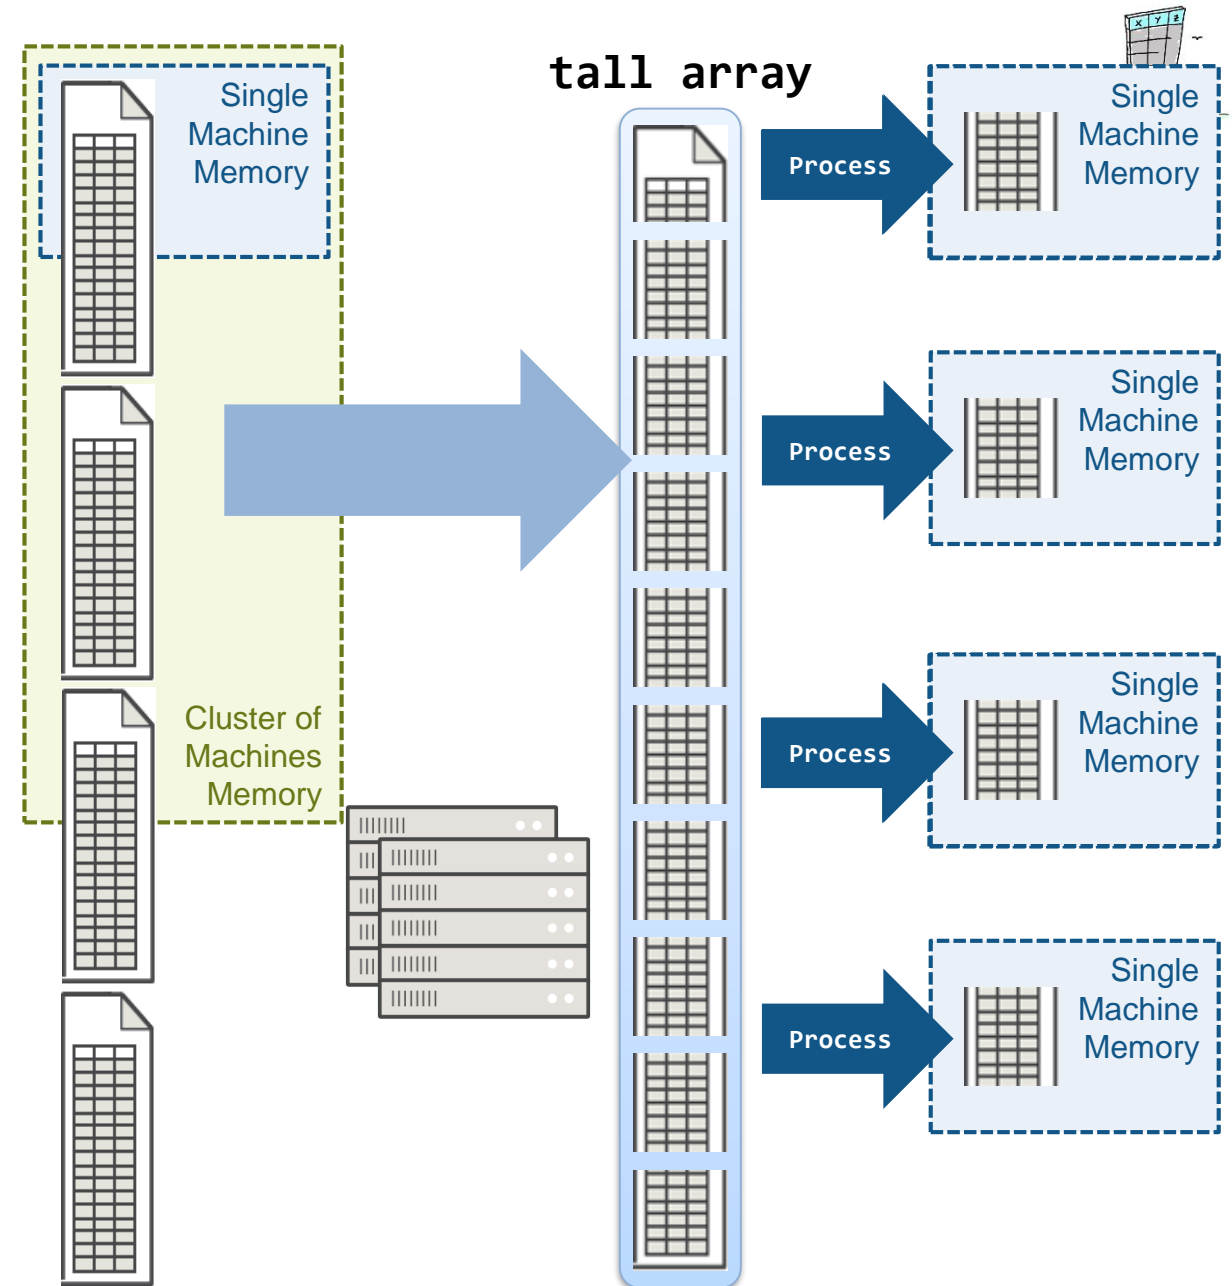 tall array
x y z
Single
Machine
Memory
Cluster of
Machines
Memory
Process
Single
Machine
Memory
Process
Single
Machine
Memory
Process
Single
Machine
Memory
Process
Single
Machine
Memory